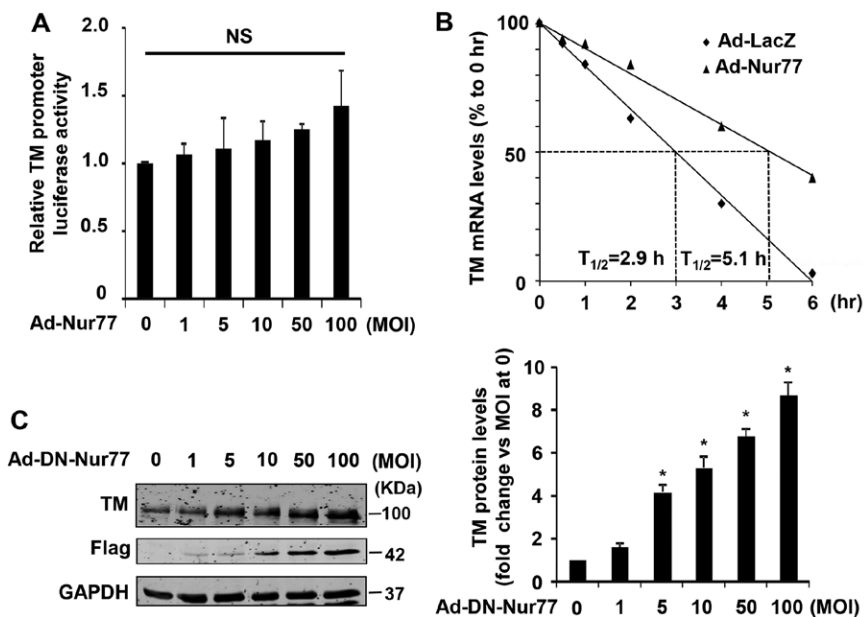 A
NS
Relative TM promoter
luciferase activity
2.0
1.5
1.0
0.5
0
Ad-Nur77 0 1 5 10 50 100 (MOI)
B
TM mRNA levels (% to 0 hr)
100
50
0
◆ Ad-LacZ
▲ Ad-Nur77
T1/2=2.9 h T1/2=5.1 h
0 1 2 3 4 5 6 (hr)
C
Ad-DN-Nur77 0 1 5 10 50 100 (MOI)
(KDa)
TM 100
Flag 42
GAPDH 37
TM protein levels
(fold change vs MOI at 0)
10
8
6
4
2
0
* * * *
Ad-DN-Nur77 0 1 5 10 50 100 (MOI)